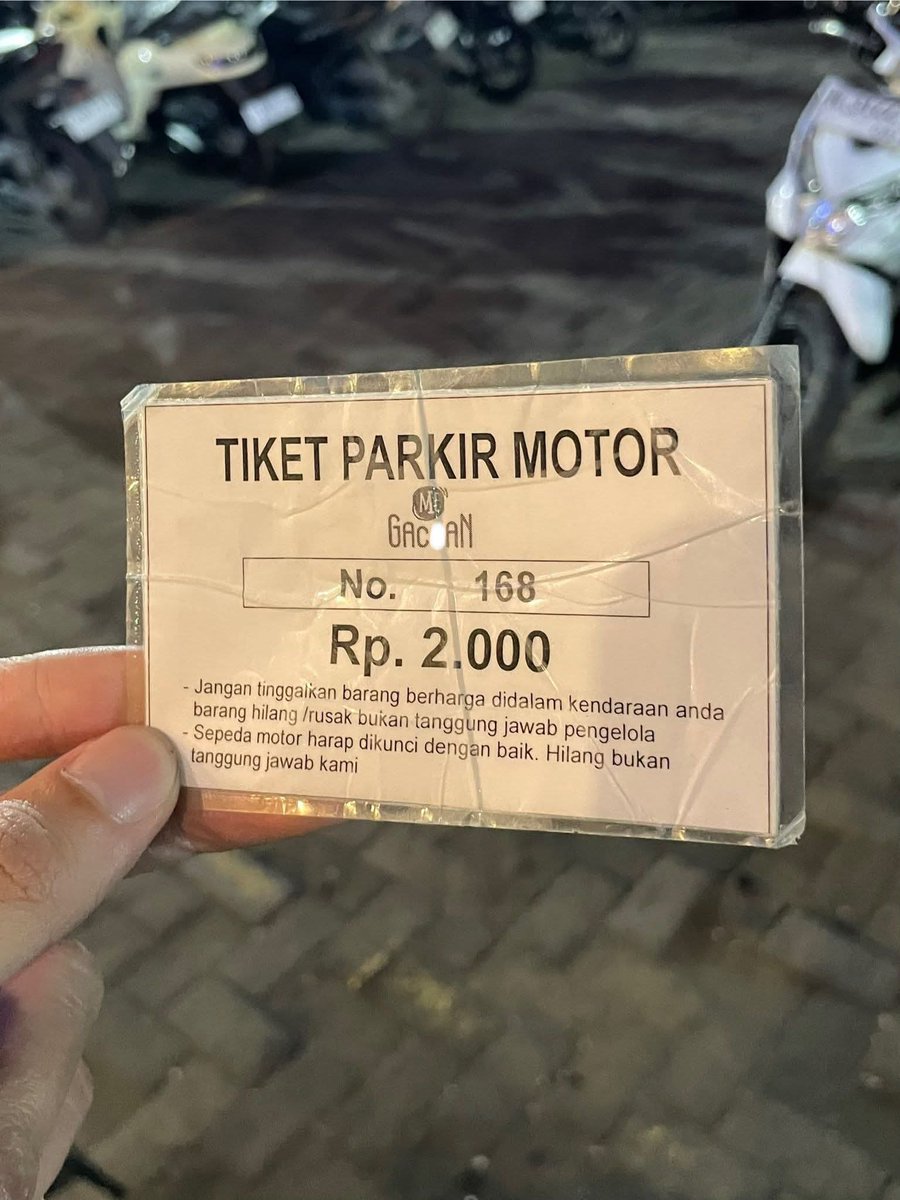 TIKET PARKIR MOTOR
Mi
No. 168
Rp. 2.000
- Jangan tinggalkan barang berharga didalam kendaraan anda
barang hilang /rusak bukan tanggung jawab pengelola
- Sepeda motor harap dikunci dengan baik. Hilang bukan
tanggung jawab kami